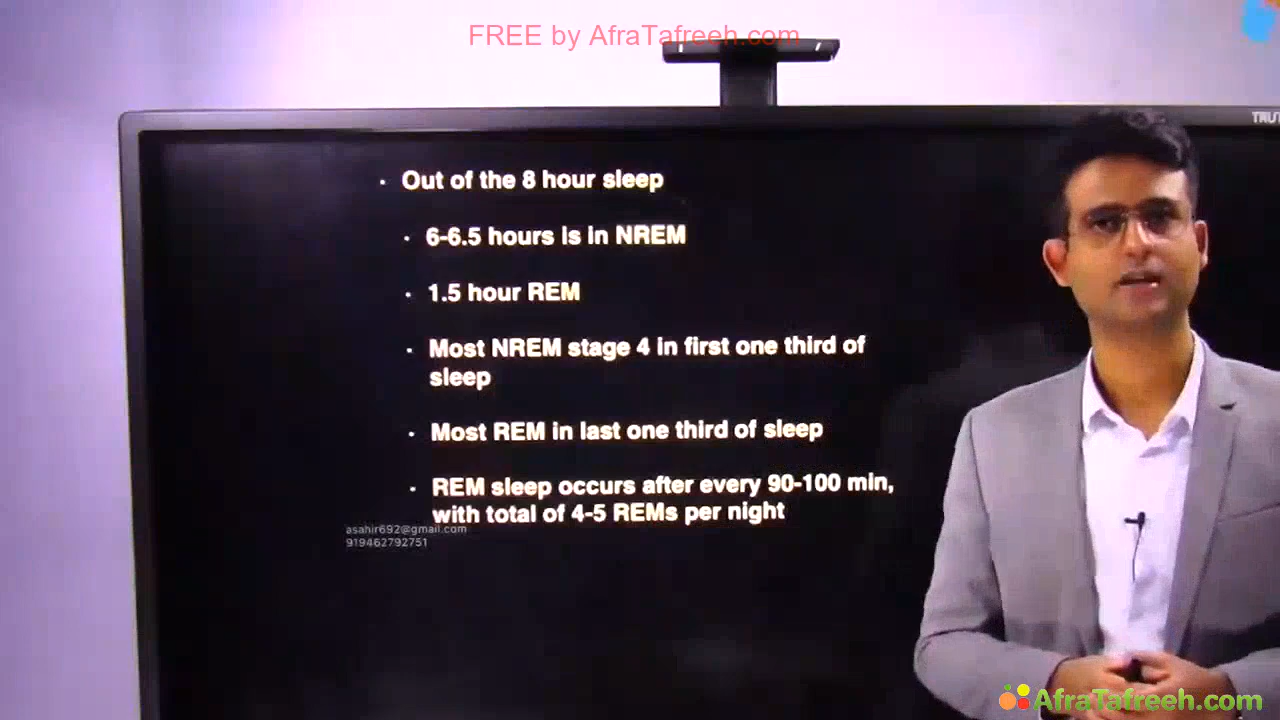 FREE by AfraTafreeh.com
• Out of the 8 hour sleep
• 6-6.5 hours is in NREM
• 1.5 hour REM
• Most NREM stage 4 in first one third of
sleep
• Most REM in last one third of sleep
• REM sleep occurs after every 90-100 min,
with total of 4-5 REMs per night
asahir692@gmail.com
919462792751
AfraTafreeh.com